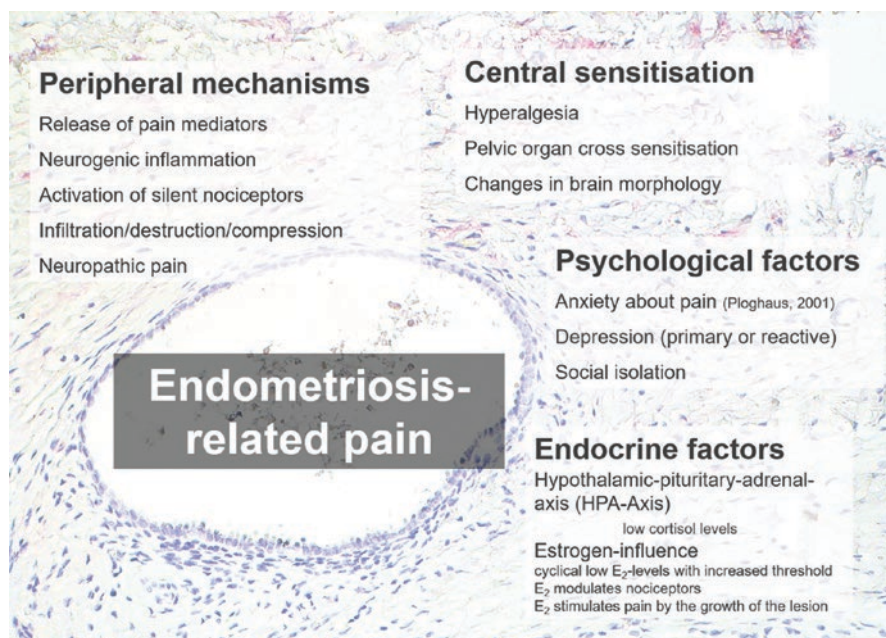 Peripheral mechanisms
Release of pain mediators
Neurogenic inflammation
Activation of silent nociceptors
Infiltration/destruction/compression
Neuropathic pain
Central sensitisation
Hyperalgesia
Pelvic organ cross sensitisation
Changes in brain morphology
Psychological factors
Anxiety about pain (Ploghaus, 2001)
Depression (primary or reactive)
Social isolation
Endometriosis-
related pain
Endocrine factors
Hypothalamic-pituritary-adrenal-
axis (HPA-Axis)
low cortisol levels
Estrogen-influence
cyclical low E₂-levels with increased threshold
E₂ modulates nociceptors
E₂ stimulates pain by the growth of the lesion